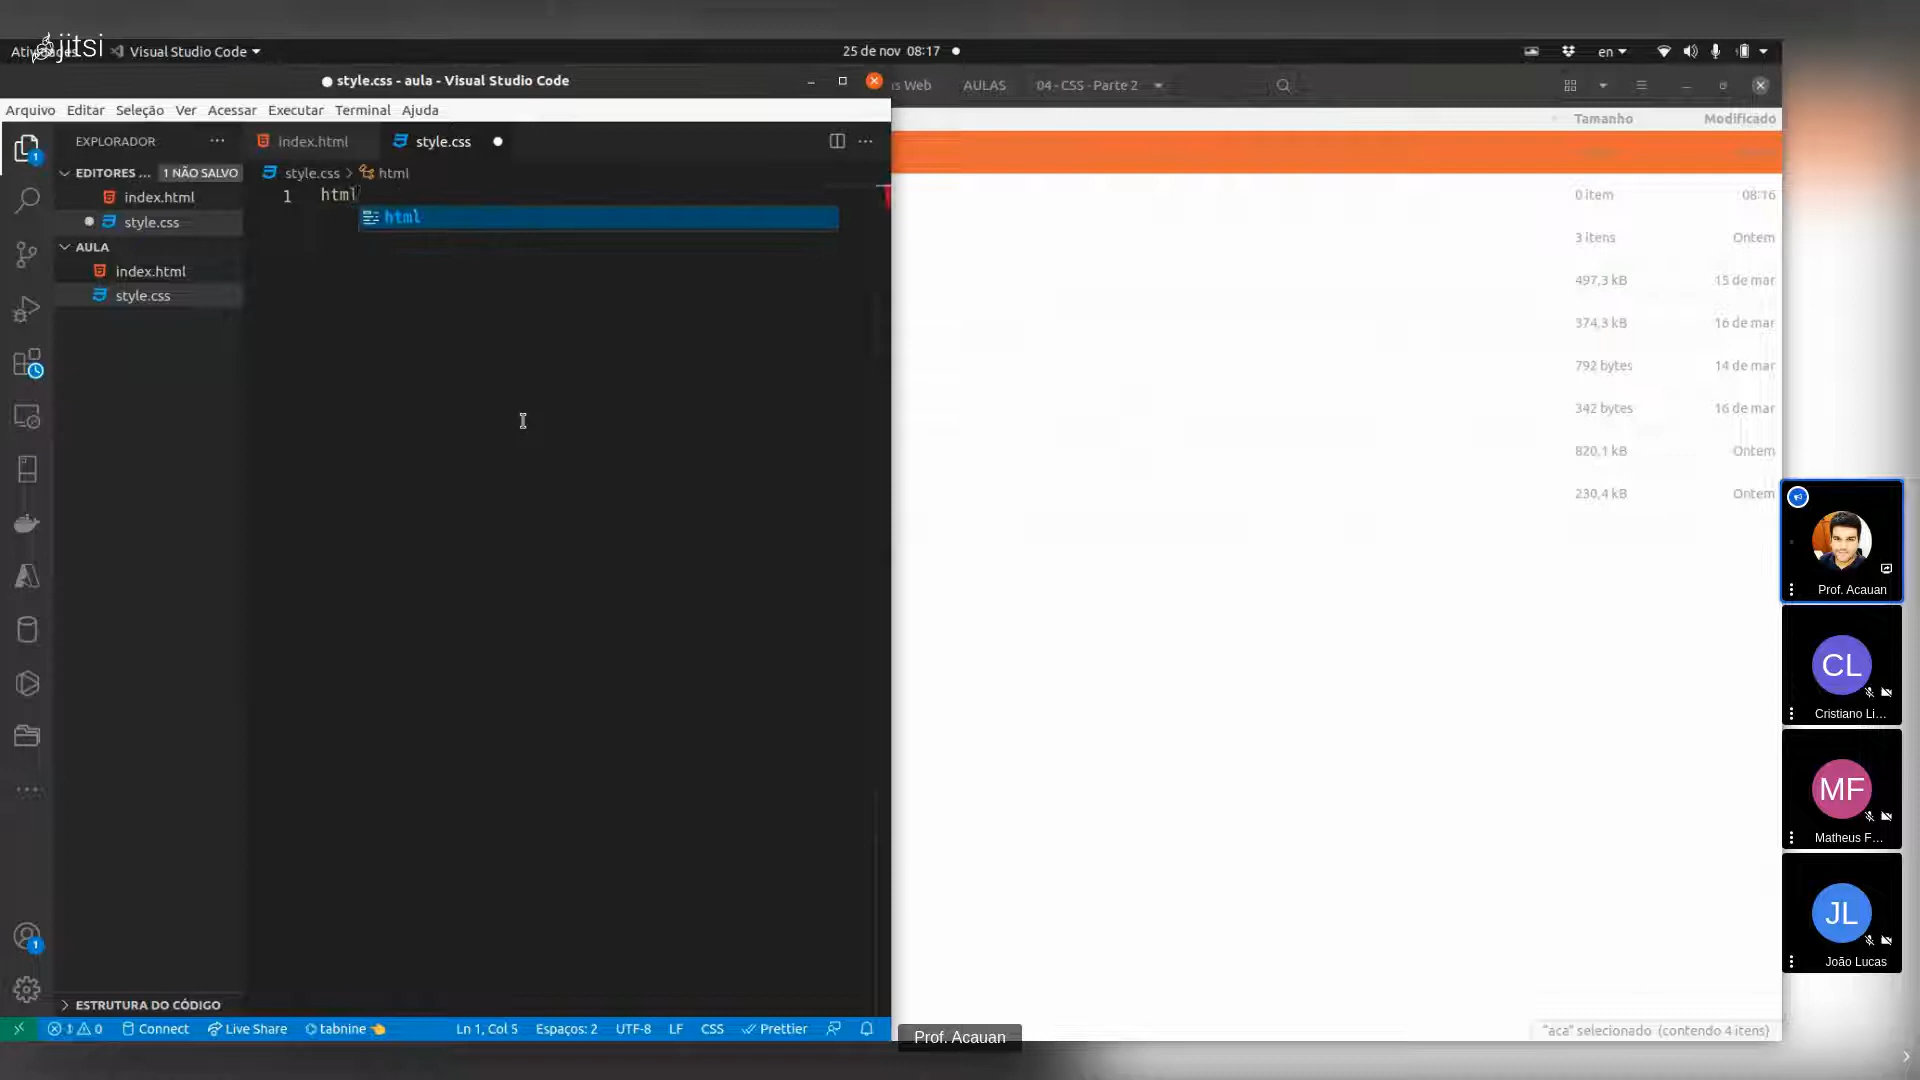 jitsi
Visual Studio Code
25 de nov 08:17
en
style.css - aula - Visual Studio Code
Web
AULAS
04 - CSS - Parte 2
Arquivo Editar Seleção Ver Acessar Executar Terminal Ajuda
Tamanho Modificado
EXPLORADOR
index.html
style.css
EDITORES ... 1 NÃO SALVO
style.css > html
index.html
style.css
AULA
index.html
style.css
1 html
html
0 item 08:16
3 itens Ontem
497,3 kB 15 de mar
374,3 kB 16 de mar
792 bytes 14 de mar
342 bytes 16 de mar
820,1 kB Ontem
230,4 kB Ontem
1
1
Prof. Acauan
CL
Cristiano Li...
MF
Matheus F...
JL
João Lucas
ESTRUTURA DO CÓDIGO
0 Connect Live Share tabnine Ln 1, Col 5 Espaços: 2 UTF-8 LF CSS Prettier
"aca" selecionado (contendo 4 itens)
Prof. Acauan